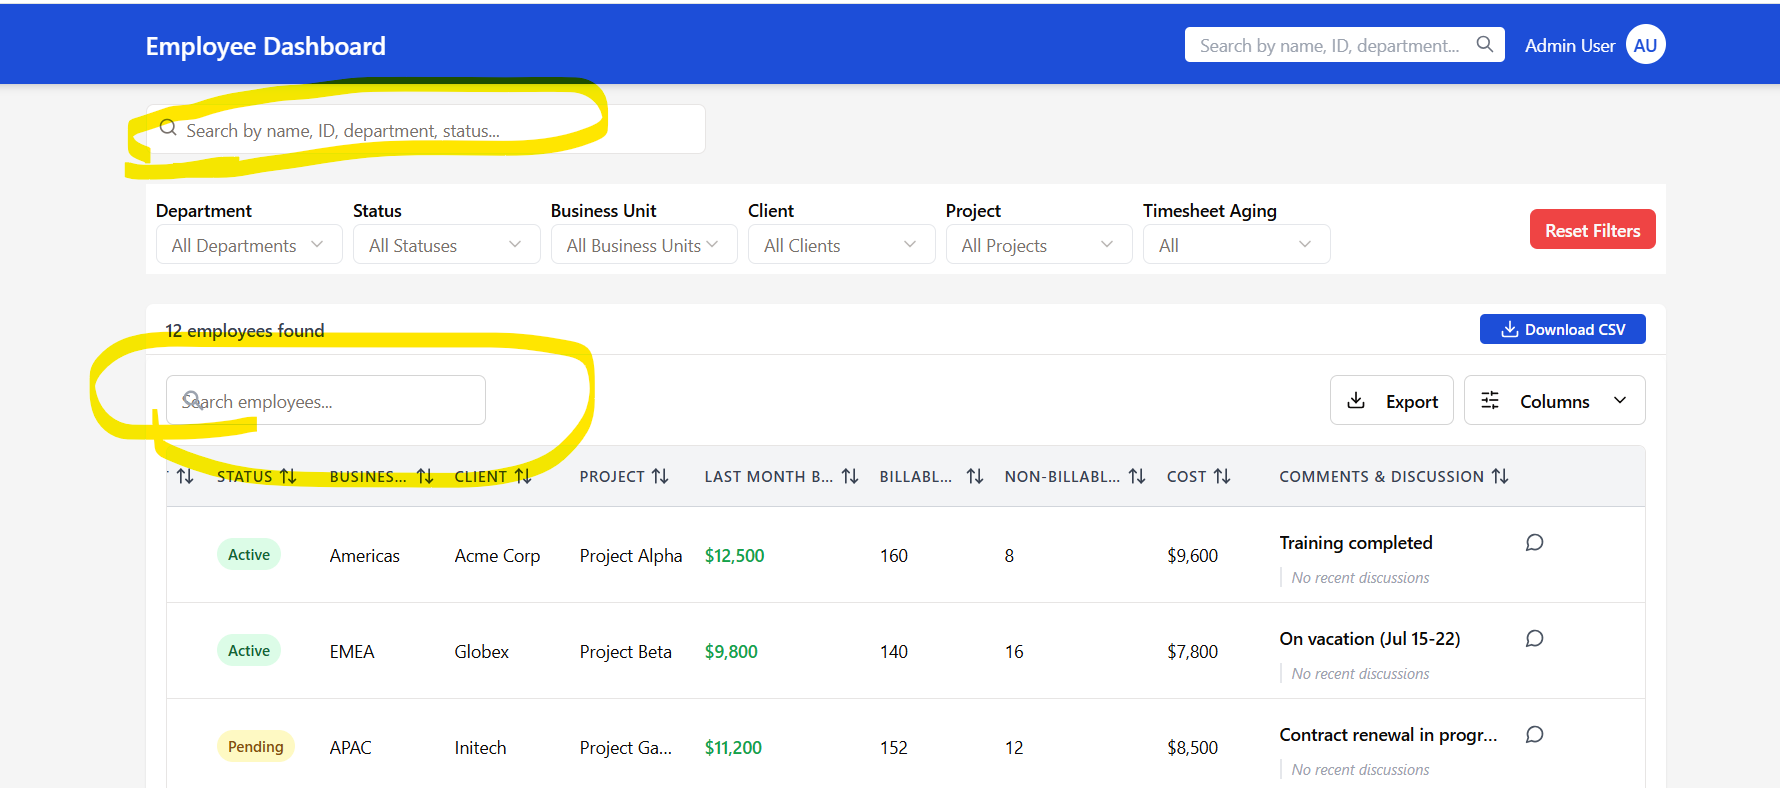 Employee Dashboard
Search by name, ID, department...
Admin User
AU
Search by name, ID, department, status...
Department
Status
Business Unit
Client
Project
Timesheet Aging
All Departments
All Statuses
All Business Units
All Clients
All Projects
All
Reset Filters
12 employees found
Download CSV
Search employees...
Export
Columns
STATUS BUSINES... CLIENT PROJECT LAST MONTH B... BILLABL... NON-BILLABL... COST COMMENTS & DISCUSSION
Active Americas Acme Corp Project Alpha $12,500 160 8 $9,600 Training completed
No recent discussions
Active EMEA Globex Project Beta $9,800 140 16 $7,800 On vacation (Jul 15-22)
No recent discussions
Pending APAC Initech Project Ga... $11,200 152 12 $8,500 Contract renewal in progr...
No recent discussions